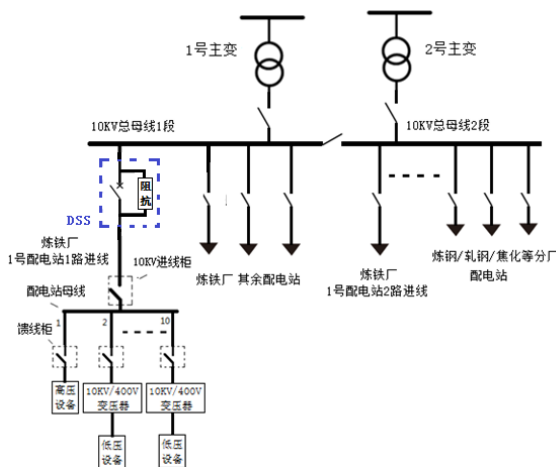 1号主变
2号主变
10KV总母线1段
10KV总母线2段
阻抗
DSS
炼铁厂
1号配电站1路进线
10KV进线柜
炼铁厂 其余配电站
炼铁厂
1号配电站2路进线
炼钢/轧钢/焦化等分厂
配电站
配电站母线
1
2
10
馈线柜
高压
设备
10KV/400V
变压器
10KV/400V
变压器
低压
设备
低压
设备